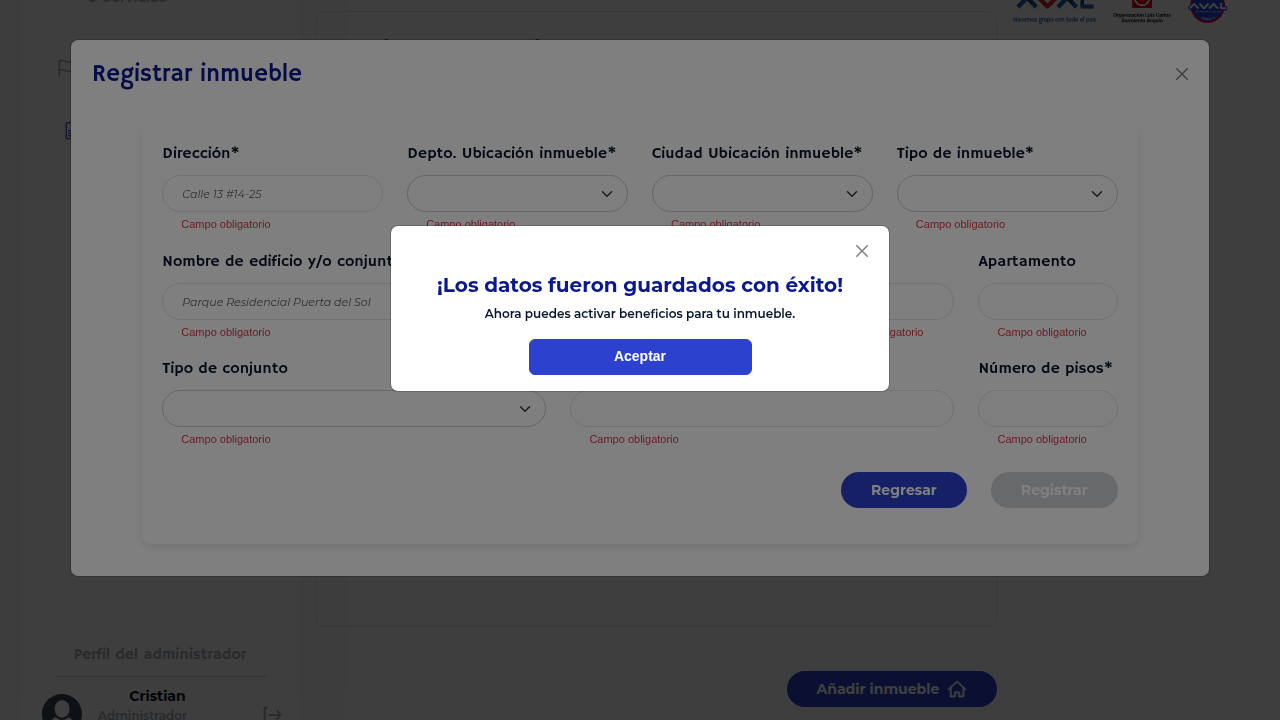 Hacemos grupo con todo el país
Organización Luis Carlos
Sarmiento Angulo
AVAL
Registrar inmueble
Dirección*
Depto. Ubicación inmueble*
Ciudad Ubicación inmueble*
Tipo de inmueble*
Calle 13 #14-25
Campo obligatorio
Campo obligatorio
Campo obligatorio
Campo obligatorio
Nombre de edificio y/o conjunt
Apartamento
Parque Residencial Puerta del Sol
Campo obligatorio
gatorio
Campo obligatorio
¡Los datos fueron guardados con éxito!
Ahora puedes activar beneficios para tu inmueble.
Aceptar
Tipo de conjunto
Número de pisos*
Campo obligatorio
Campo obligatorio
Campo obligatorio
Regresar
Registrar
Perfil del administrador
Cristian
Administrador
Añadir inmueble